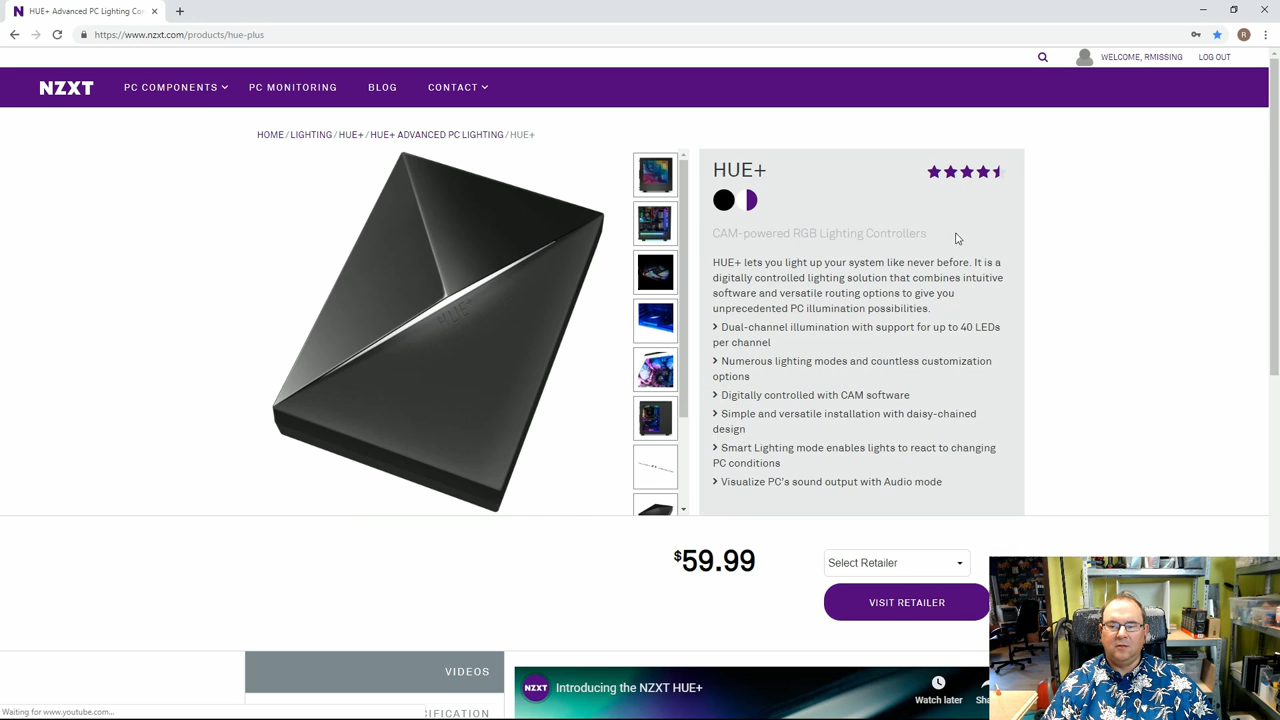 HUE+ Advanced PC Lighting Co
https://www.nzxt.com/products/hue-plus
R
WELCOME, RMISSING
LOG OUT
NZXT
PC COMPONENTS
PC MONITORING
BLOG
CONTACT
HOME / LIGHTING / HUE+ / HUE+ ADVANCED PC LIGHTING / HUE+
HUE+
HUE+
CAM-powered RGB Lighting Controllers
HUE+ lets you light up your system like never before. It is a
digitally controlled lighting solution that combines intuitive
software and versatile routing options to give you
unprecedented PC illumination possibilities.
Dual-channel illumination with support for up to 40 LEDs
per channel
Numerous lighting modes and countless customization
options
Digitally controlled with CAM software
Simple and versatile installation with daisy-chained
design
Smart Lighting mode enables lights to react to changing
PC conditions
Visualize PC's sound output with Audio mode
$59.99
Select Retailer
VISIT RETAILER
VIDEOS
NZXT
Introducing the NZXT HUE+
Watch later
Sha
CIFICATION
Waiting for www.youtube.com...